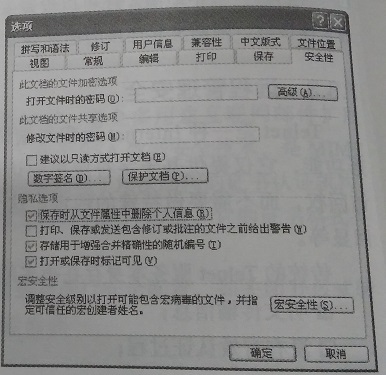 选项
拼写和语法 修订 用户信息 兼容性 中文版式 文件位置
视图 常规 编辑 打印 保存 安全性
此文档的文件加密选项
打开文件时的密码(O): 高级(A)...
此文档的文件共享选项
修改文件时的密码(M):
建议以只读方式打开文档(E)
数字签名(D)... 保护文档(P)...
隐私选项
保存时从文件属性中删除个人信息(R)
打印、保存或发送包含修订或批注的文件之前给出警告(W)
存储用于增强合并精确性的随机编号(T)
打开或保存时标记可见(V)
宏安全性
调整安全级别以打开可能包含宏病毒的文件，并指
定可信任的宏创建者姓名。 宏安全性(S)...
确定 取消